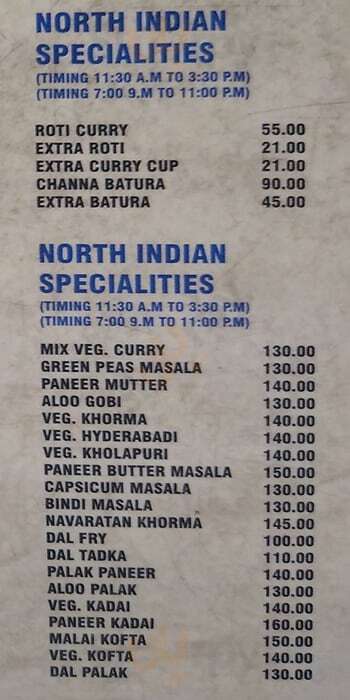 NORTH INDIAN
SPECIALITIES
(TIMING 11:30 A.M TO 3:30 P.M)
(TIMING 7:00 9.M TO 11:00 P.M)
ROTI CURRY 55.00
EXTRA ROTI 21.00
EXTRA CURRY CUP 21.00
CHANNA BATURA 90.00
EXTRA BATURA 45.00
NORTH INDIAN
SPECIALITIES
(TIMING 11:30 A.M TO 3:30 P.M)
(TIMING 7:00 9.M TO 11:00 P.M)
MIX VEG. CURRY 130.00
GREEN PEAS MASALA 130.00
PANEER MUTTER 140.00
ALOO GOBI 130.00
VEG. KHORMA 140.00
VEG. HYDERABADI 140.00
VEG. KHOLAPURI 140.00
PANEER BUTTER MASALA 150.00
CAPSICUM MASALA 130.00
BINDI MASALA 130.00
NAVARATAN KHORMA 145.00
DAL FRY 100.00
DAL TADKA 110.00
PALAK PANEER 140.00
ALOO PALAK 130.00
VEG. KADAI 140.00
PANEER KADAI 160.00
MALAI KOFTA 150.00
VEG. KOFTA 140.00
DAL PALAK 130.00